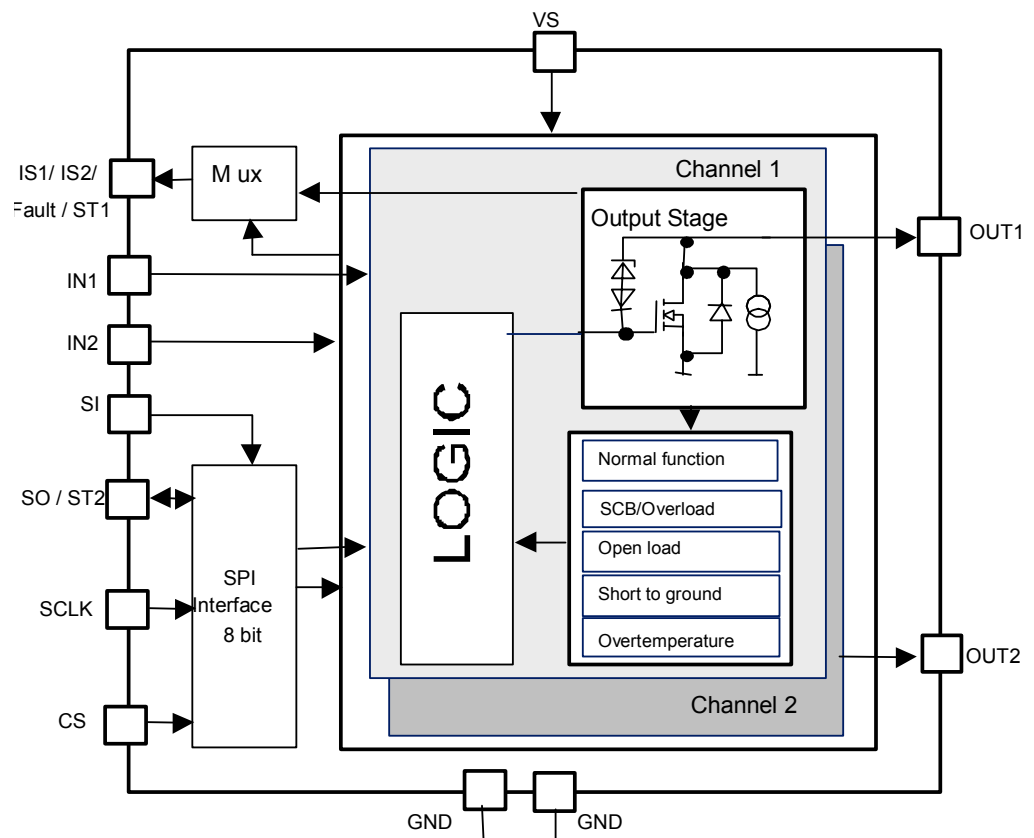 VS
IS1/ IS2/
Fault / ST1
M ux
Channel 1
Output Stage
OUT1
IN1
IN2
SI
LOGIC
Normal function
SCB/Overload
Open load
Short to ground
Overtemperature
SO / ST2
SPI
Interface
8 bit
SCLK
OUT2
CS
Channel 2
GND
GND